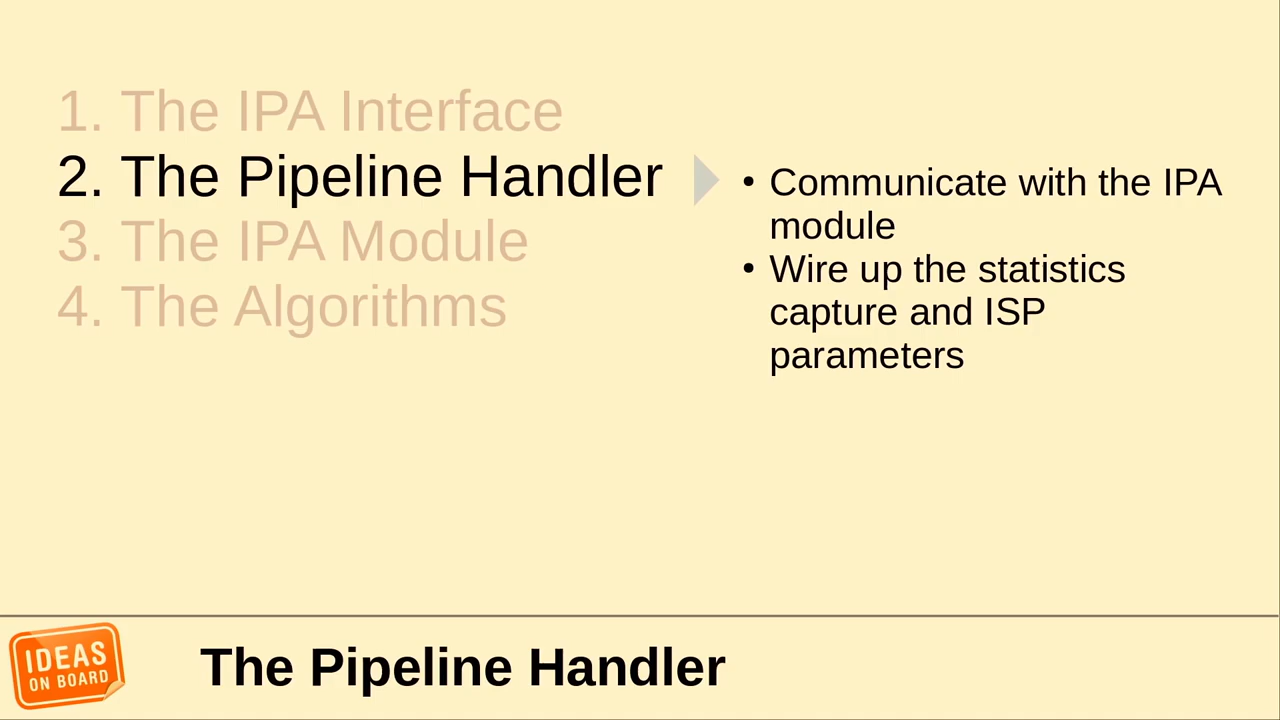 1. The IPA Interface
2. The Pipeline Handler
3. The IPA Module
4. The Algorithms
• Communicate with the IPA
module
• Wire up the statistics
capture and ISP
parameters
IDEAS
ON BOARD
The Pipeline Handler